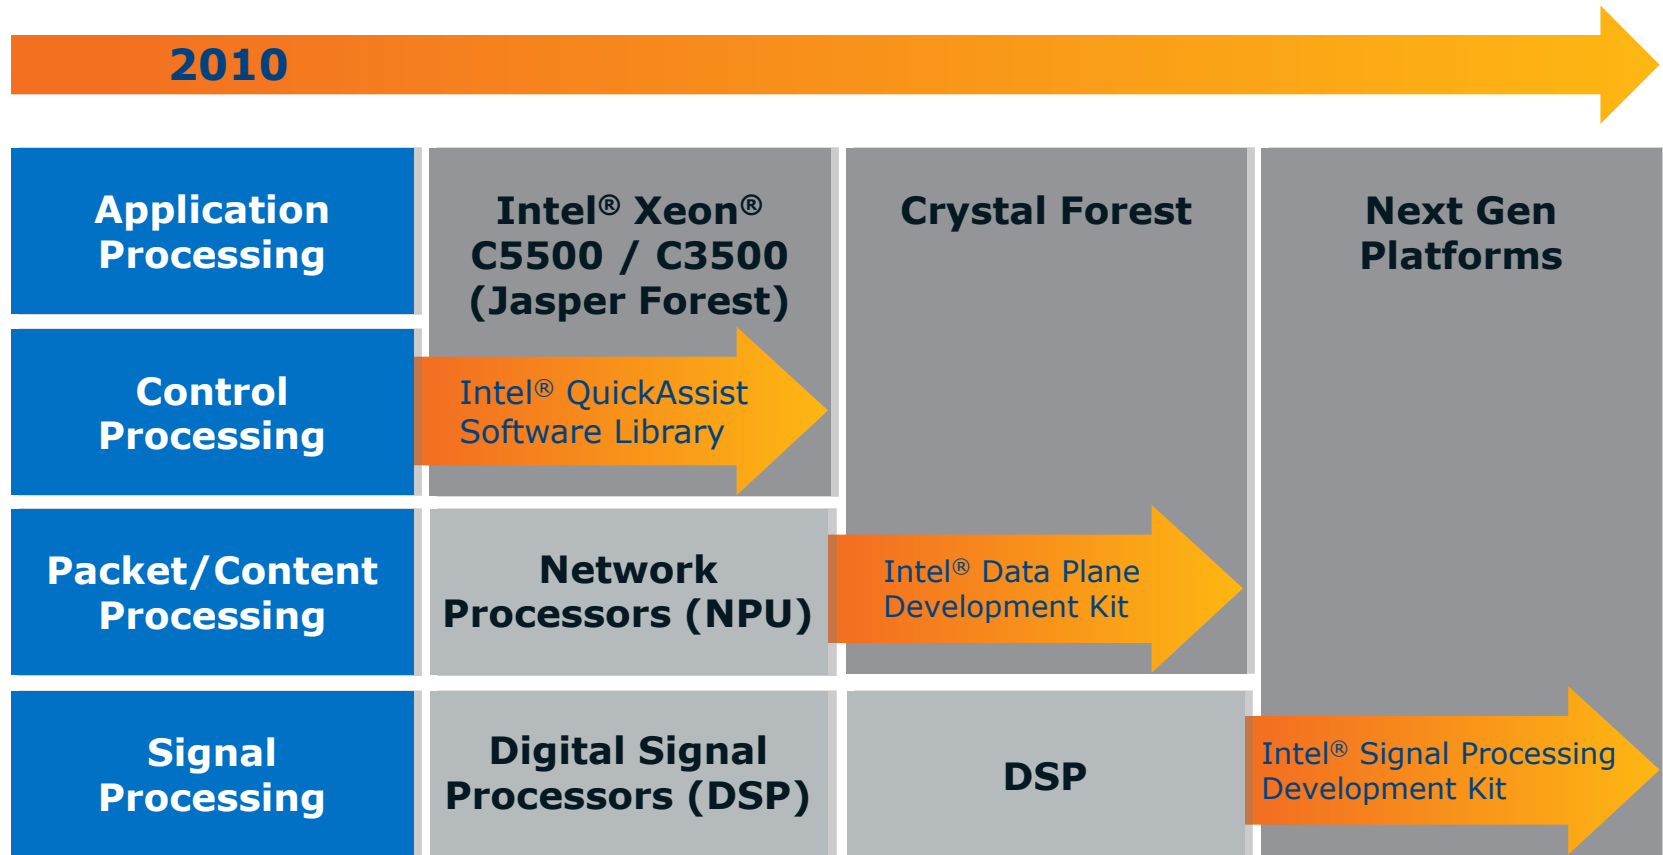 2010
Application
Processing
Intel® Xeon®
C5500 / C3500
(Jasper Forest)
Crystal Forest
Next Gen
Platforms
Control
Processing
Intel® QuickAssist
Software Library
Packet/Content
Processing
Network
Processors (NPU)
Intel® Data Plane
Development Kit
Signal
Processing
Digital Signal
Processors (DSP)
DSP
Intel® Signal Processing
Development Kit